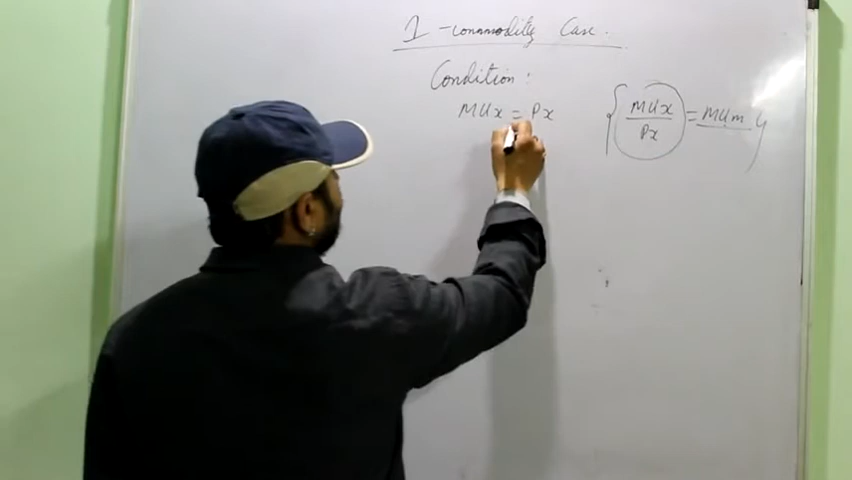 1 - commodity Case :
Condition :
MUx = Px
{ MUx / Px = MUm }